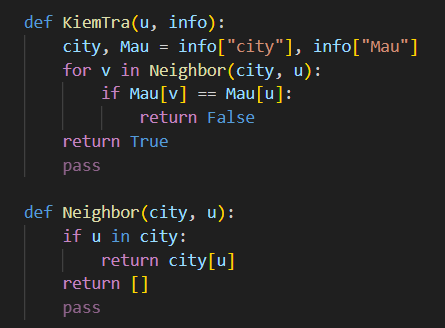 def KiemTra(u, info):
    city, Mau = info["city"], info["Mau"]
    for v in Neighbor(city, u):
        if Mau[v] == Mau[u]:
            return False
    return True
    pass

def Neighbor(city, u):
    if u in city:
        return city[u]
    return []
    pass